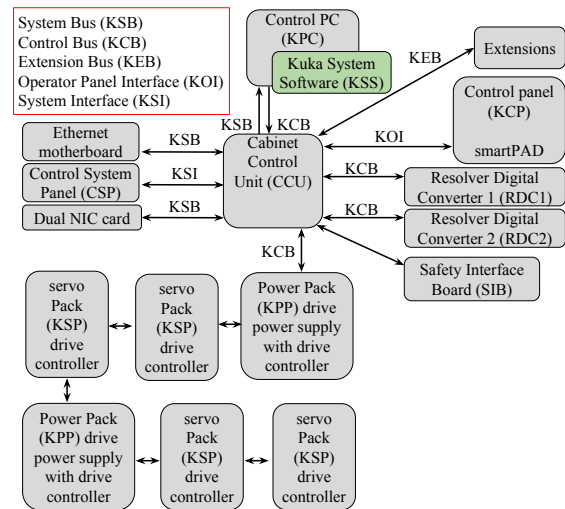 System Bus (KSB)
Control Bus (KCB)
Extension Bus (KEB)
Operator Panel Interface (KOI)
System Interface (KSI)
Control PC
(KPC)
Kuka System
Software (KSS)
KEB
Extensions
Control panel
(KCP)
smartPAD
KSB
KCB
KOI
Ethernet
motherboard
KSB
Cabinet
Control
Unit (CCU)
Control System
Panel (CSP)
KSI
KCB
Resolver Digital
Converter 1 (RDC1)
Dual NIC card
KSB
KCB
Resolver Digital
Converter 2 (RDC2)
KCB
Safety Interface
Board (SIB)
servo
Pack
(KSP)
drive
controller
servo
Pack
(KSP)
drive
controller
Power Pack
(KPP) drive
power supply
with drive
controller
Power Pack
(KPP) drive
power supply
with drive
controller
servo
Pack
(KSP)
drive
controller
servo
Pack
(KSP)
drive
controller